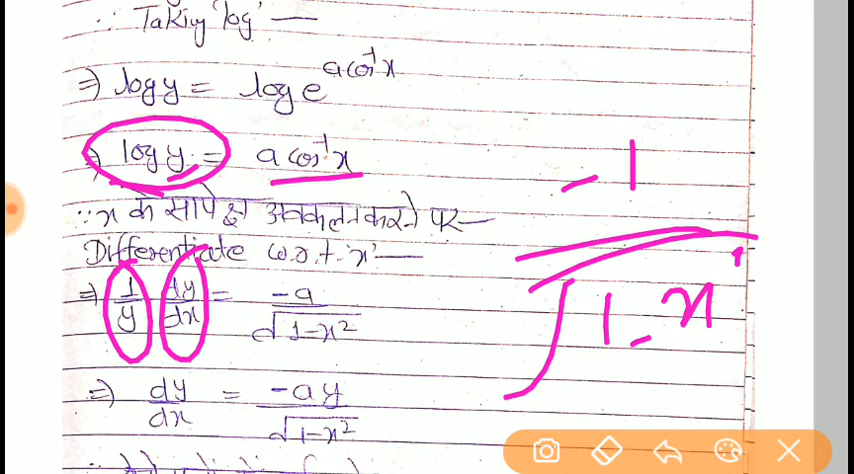 ∴ Taking 'log' —
⇒ log y = log e^(a cos⁻¹x)
⇒ log y = a cos⁻¹x
∵ x के सापेक्ष अवकलन करने पर —
Differentiate w.r.t. 'x' —
⇒ 1/y dy/dx = -a/√(1-x²)
-1/√(1-x
⇒ dy/dx = -ay/√(1-x²)